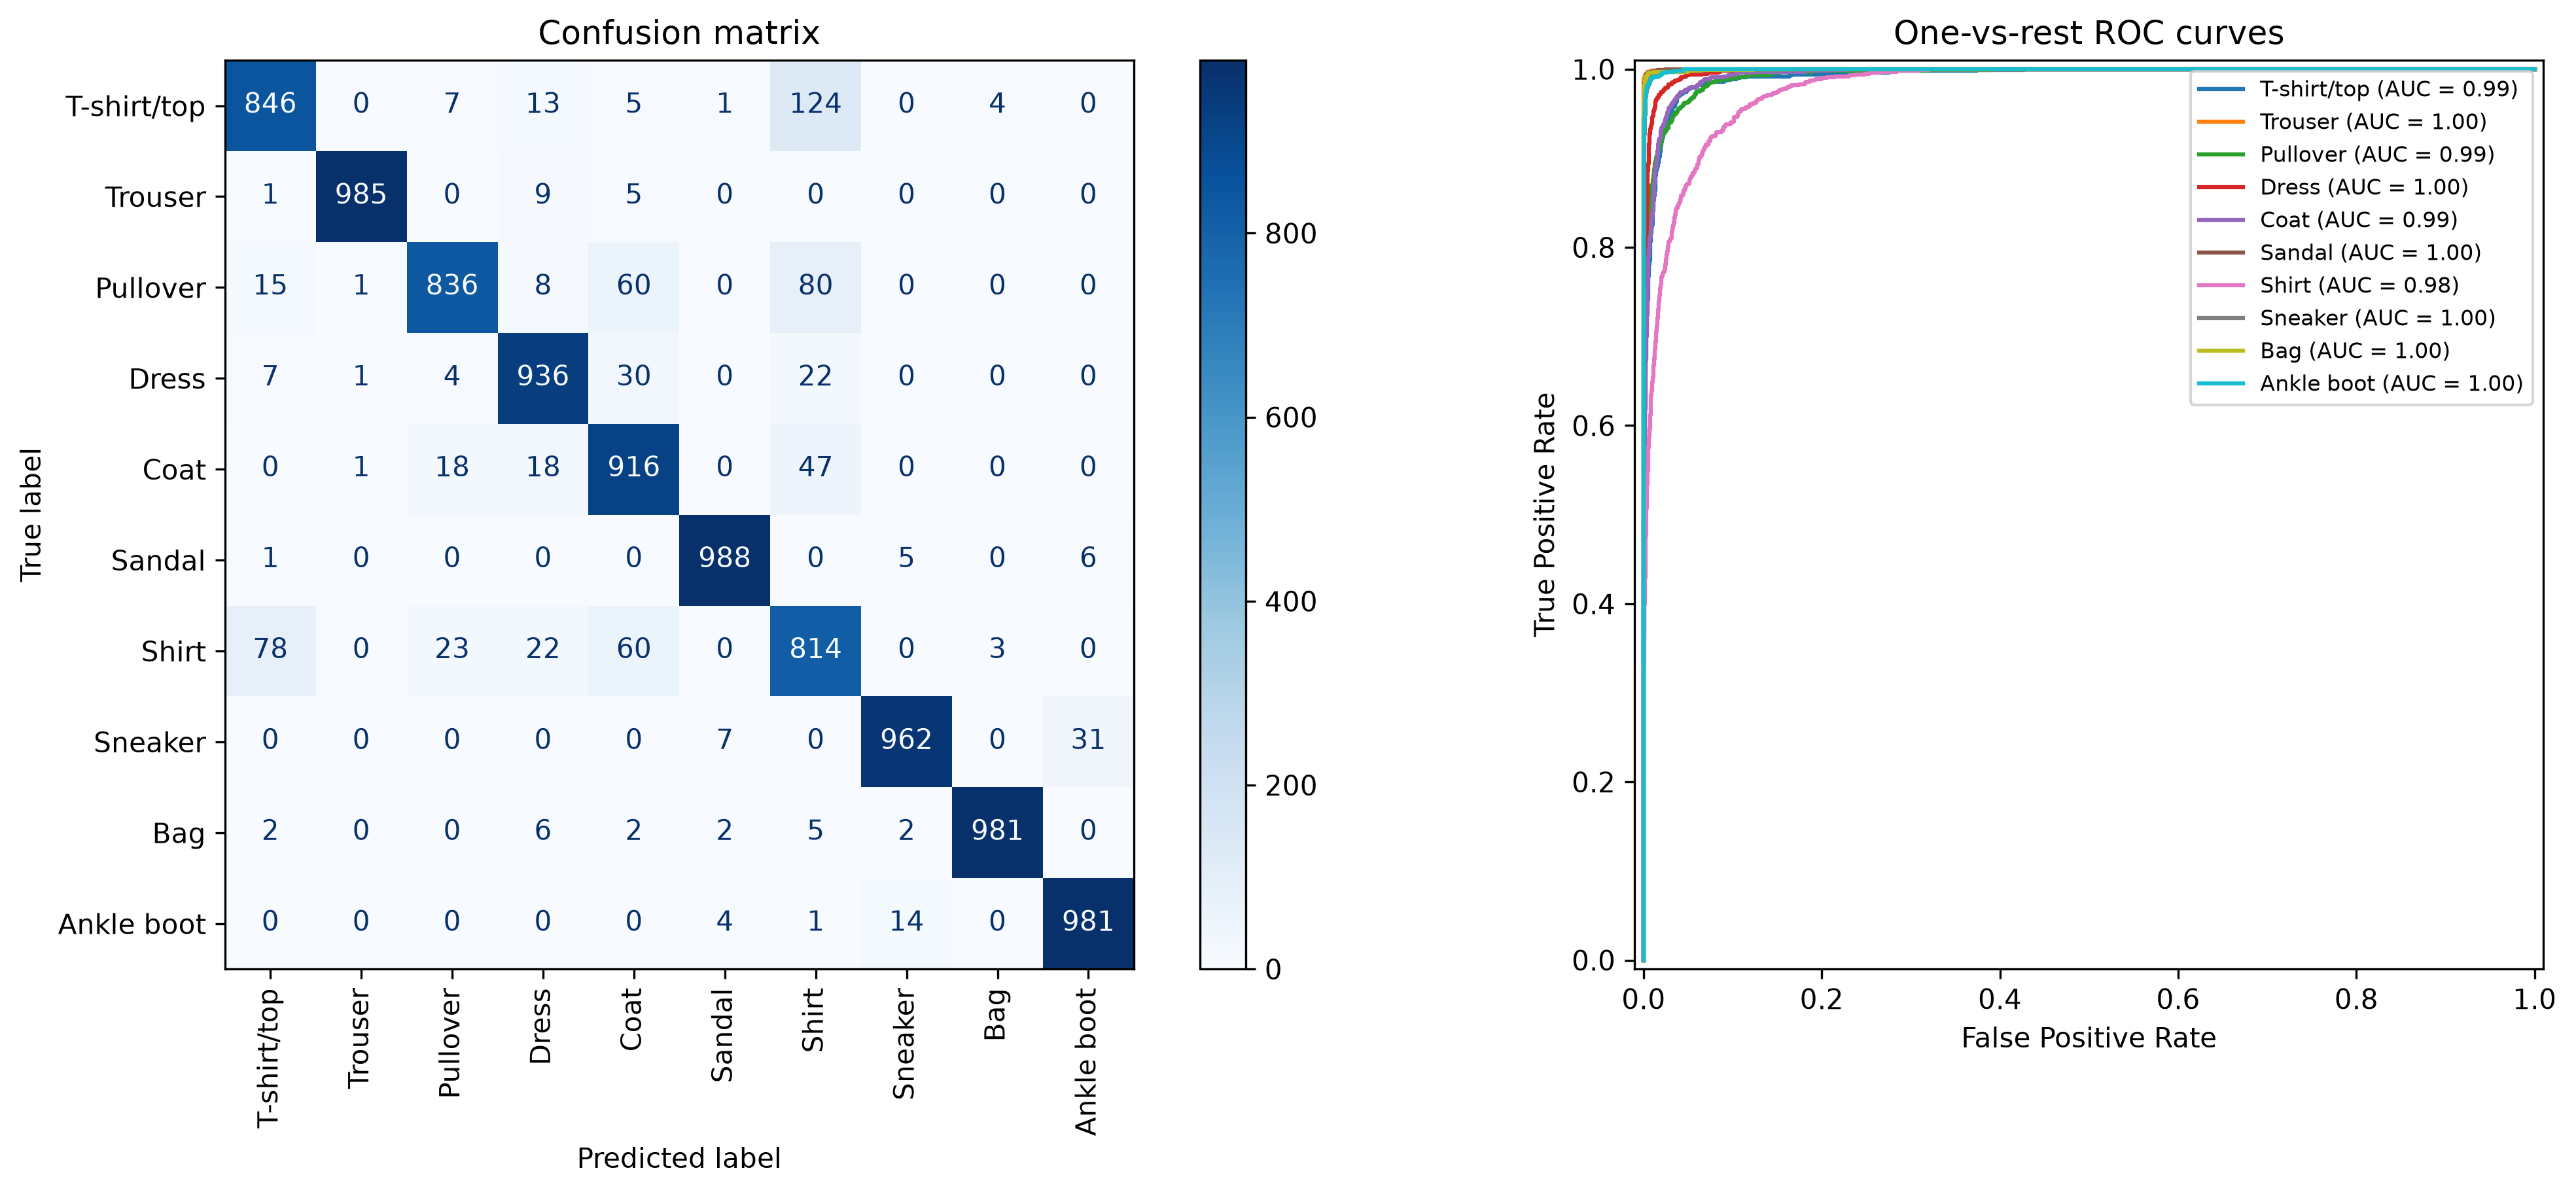 Confusion matrix
True label
T-shirt/top 846 0 7 13 5 1 124 0 4 0
Trouser 1 985 0 9 5 0 0 0 0 0
Pullover 15 1 836 8 60 0 80 0 0 0
Dress 7 1 4 936 30 0 22 0 0 0
Coat 0 1 18 18 916 0 47 0 0 0
Sandal 1 0 0 0 0 988 0 5 0 6
Shirt 78 0 23 22 60 0 814 0 3 0
Sneaker 0 0 0 0 0 7 0 962 0 31
Bag 2 0 0 6 2 2 5 2 981 0
Ankle boot 0 0 0 0 0 4 1 14 0 981
T-shirt/top Trouser Pullover Dress Coat Sandal Shirt Sneaker Bag Ankle boot
Predicted label
800
600
400
200
0
One-vs-rest ROC curves
True Positive Rate
1.0
0.8
0.6
0.4
0.2
0.0
0.0 0.2 0.4 0.6 0.8 1.0
False Positive Rate
T-shirt/top (AUC = 0.99)
Trouser (AUC = 1.00)
Pullover (AUC = 0.99)
Dress (AUC = 1.00)
Coat (AUC = 0.99)
Sandal (AUC = 1.00)
Shirt (AUC = 0.98)
Sneaker (AUC = 1.00)
Bag (AUC = 1.00)
Ankle boot (AUC = 1.00)